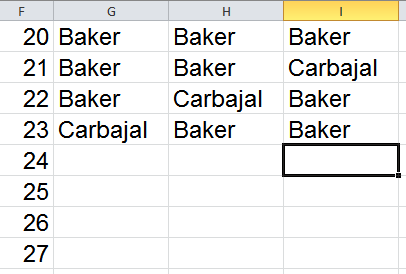 F G H I
20 Baker Baker Baker
21 Baker Baker Carbajal
22 Baker Carbajal Baker
23 Carbajal Baker Baker
24
25
26
27